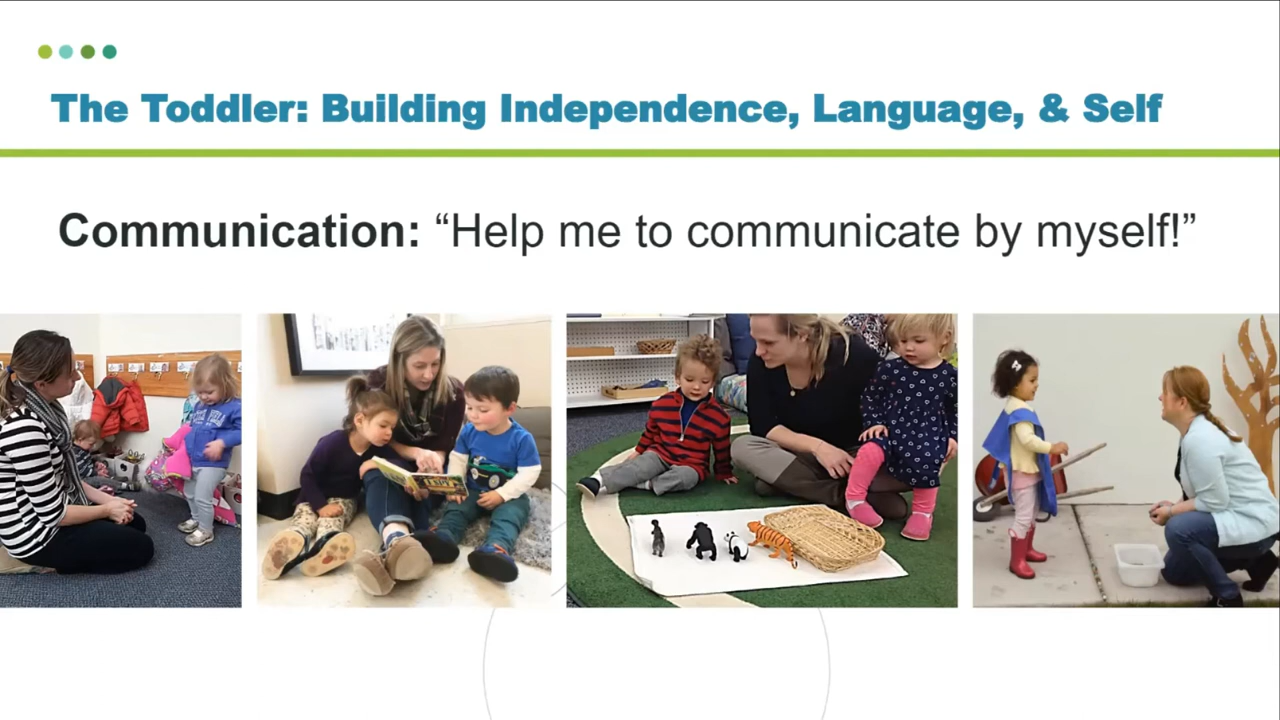 The Toddler: Building Independence, Language, & Self
Communication: “Help me to communicate by myself!”